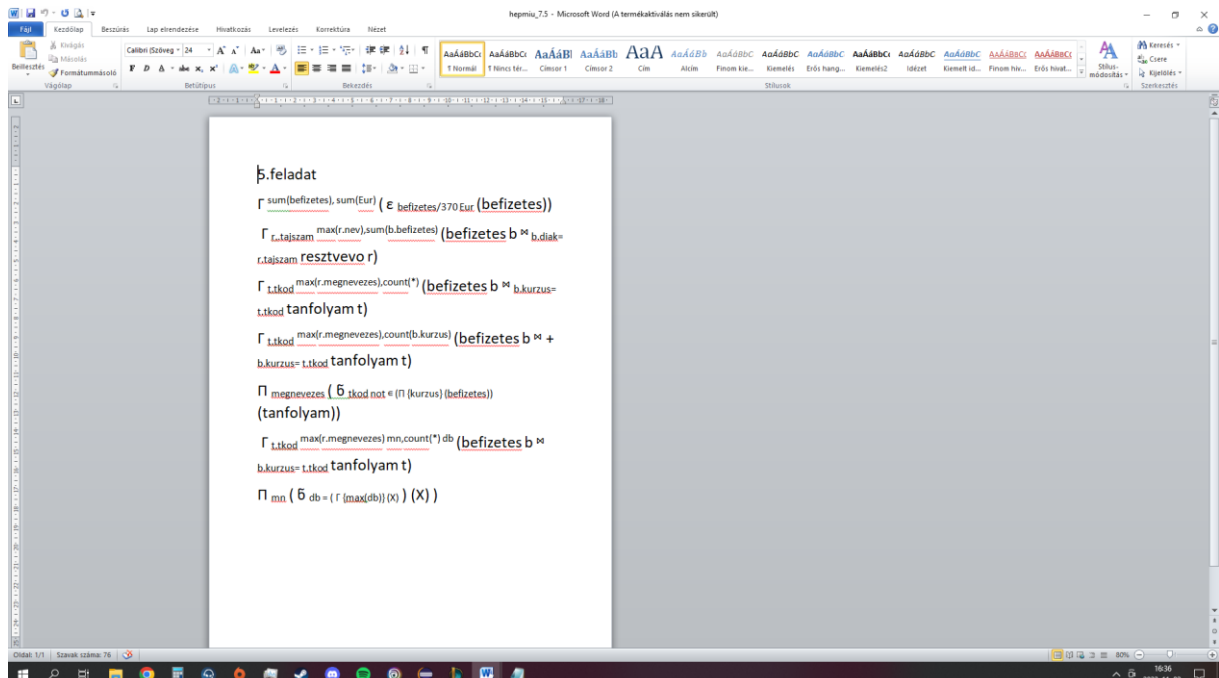 hepmiu_7.5 - Microsoft Word (A termékaktiválás nem sikerült)
Fájl Kezdőlap Beszúrás Lap elrendezése Hivatkozás Levelezés Korrektúra Nézet
Beillesztés
Kivágás
Másolás
Formátummásoló
Vágólap
Calibri (Szöveg 24
Betűtípus
Bekezdés
AaÁáBbCc AaÁáBbCc AaÁáBl AaÁáBb AaA AaÁáBb AaÁáBbC AaÁáBbC AaÁáBbC AaÁáBbCc AaÁáBbC AaÁáBbC AaÁáBbCc AaÁáBbCc
1 Normál 1 Nincs tér... Címsor 1 Címsor 2 Cím Alcím Finom kie... Kiemelés Erős hang... Kiemelés2 Idézet Kiemelt id... Finom hiv... Erős hivat...
Stílusok
Stílus-
módosítás
Keresés
Csere
Kijelölés
Szerkesztés
5.feladat
Γ sum(befizetes), sum(Eur) ( ε befizetes/370 Eur (befizetes))
Γ r..tajszam max(r.nev),sum(b.befizetes) (befizetes b ⋈ b.diak=
r.tajszam resztvevo r)
Γ t.tkod max(r.megnevezes),count(*) (befizetes b ⋈ b.kurzus=
t.tkod tanfolyam t)
Γ t.tkod max(r.megnevezes),count(b.kurzus) (befizetes b ⋈ +
b.kurzus= t.tkod tanfolyam t)
Π megnevezes ( δ tkod not ∊ (Π {kurzus} (befizetes))
(tanfolyam))
Γ t.tkod max(r.megnevezes) mn,count(*) db (befizetes b ⋈
b.kurzus= t.tkod tanfolyam t)
Π mn ( δ db = ( Γ {max(db)} (X) ) (X) )
Oldal: 1/1 Szavak száma: 76
80%
16:36